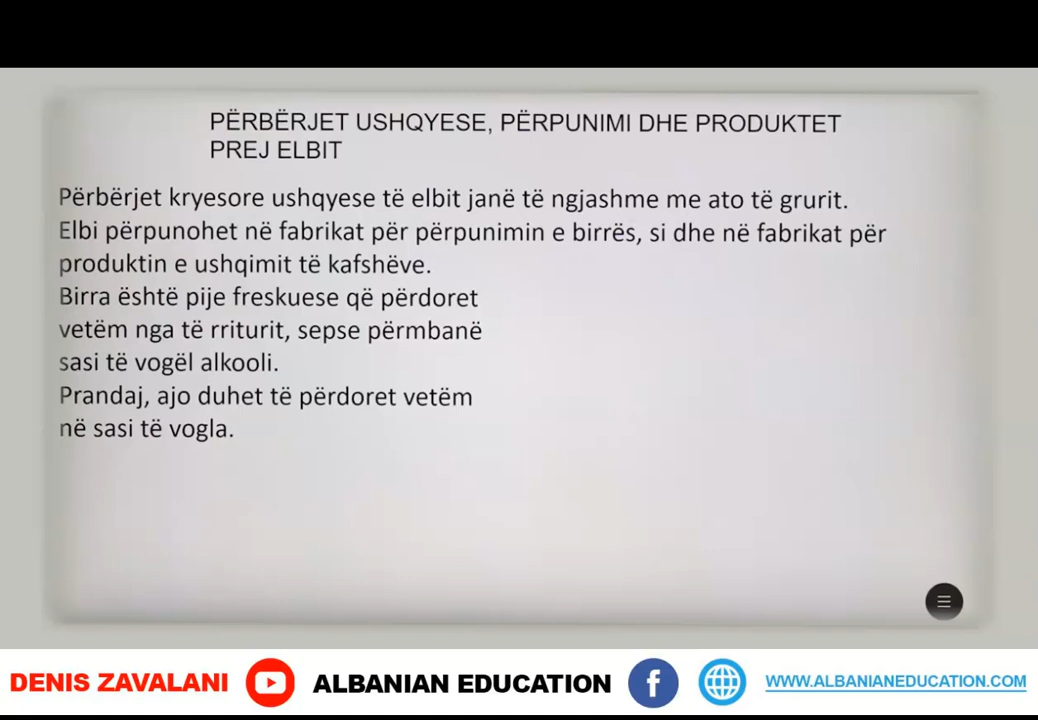 PËRBËRJET USHQYESE, PËRPUNIMI DHE PRODUKTET
PREJ ELBIT
Përbërjet kryesore ushqyese të elbit janë të ngjashme me ato të grurit.
Elbi përpunohet në fabrikat për përpunimin e birrës, si dhe në fabrikat për
produktin e ushqimit të kafshëve.
Birra është pije freskuese që përdoret
vetëm nga të rriturit, sepse përmbanë
sasi të vogël alkooli.
Prandaj, ajo duhet të përdoret vetëm
në sasi të vogla.
DENIS ZAVALANI ALBANIAN EDUCATION f WWW.ALBANIANEDUCATION.COM